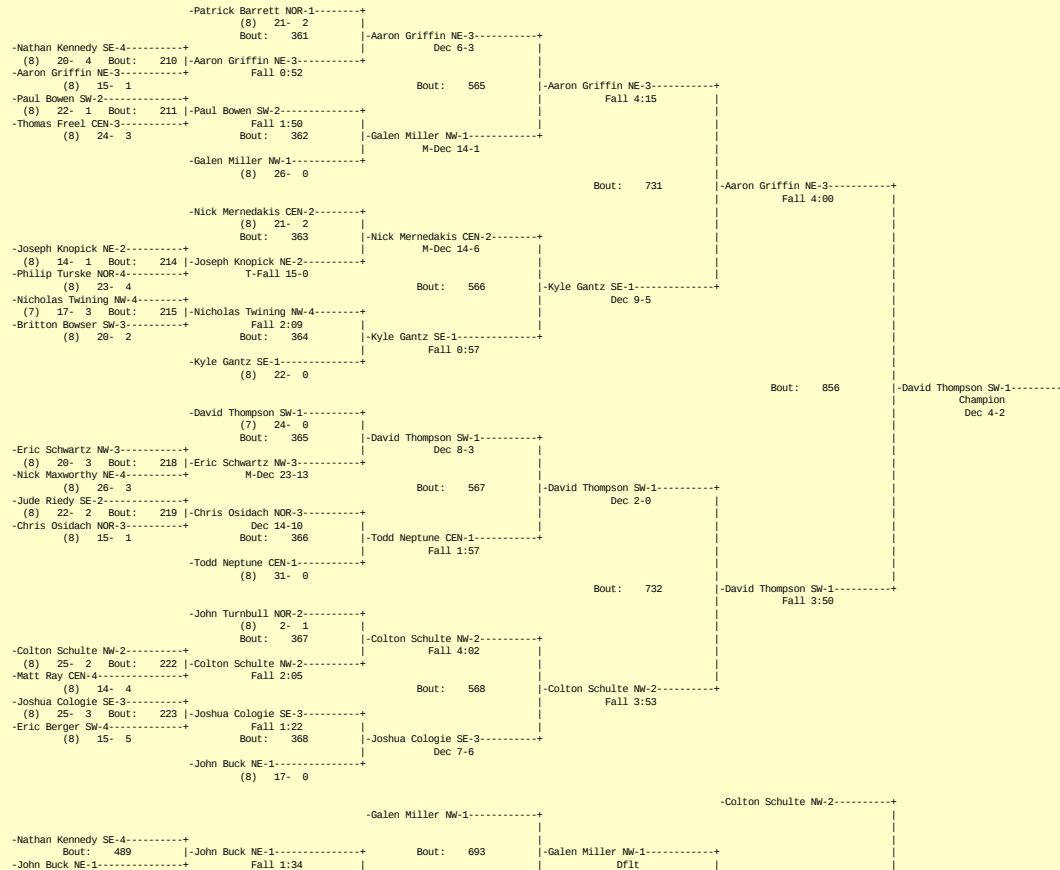 -Patrick Barrett NOR-1--------+
(8) 21- 2 |
Bout: 361 |-Aaron Griffin NE-3-----------+
-Nathan Kennedy SE-4----------+ | Dec 6-3 |
(8) 20- 4 Bout: 210 |-Aaron Griffin NE-3-----------+ |
-Aaron Griffin NE-3-----------+ Fall 0:52 |
(8) 15- 1 Bout: 565 |-Aaron Griffin NE-3-----------+
-Paul Bowen SW-2--------------+ | Fall 4:15 |
(8) 22- 1 Bout: 211 |-Paul Bowen SW-2--------------+ | |
-Thomas Freel CEN-3-----------+ Fall 1:50 | | |
(8) 24- 3 Bout: 362 |-Galen Miller NW-1------------+ |
| M-Dec 14-1 |
-Galen Miller NW-1------------+ |
(8) 26- 0 |
Bout: 731 |-Aaron Griffin NE-3-----------+
| Fall 4:00 |
-Nick Mernedakis CEN-2--------+ | |
(8) 21- 2 | | |
Bout: 363 |-Nick Mernedakis CEN-2--------+ | |
-Joseph Knopick NE-2----------+ | M-Dec 14-6 | | |
(8) 14- 1 Bout: 214 |-Joseph Knopick NE-2----------+ | | |
-Philip Turske NOR-4----------+ T-Fall 15-0 | | |
(8) 23- 4 Bout: 566 |-Kyle Gantz SE-1--------------+ |
-Nicholas Twining NW-4--------+ | Dec 9-5 |
(7) 17- 3 Bout: 215 |-Nicholas Twining NW-4--------+ | |
-Britton Bowser SW-3----------+ Fall 2:09 | | |
(8) 20- 2 Bout: 364 |-Kyle Gantz SE-1--------------+ |
| Fall 0:57 |
-Kyle Gantz SE-1--------------+ |
(8) 22- 0 |
Bout: 856 |-David Thompson SW-1--------
| Champion
-David Thompson SW-1----------+ | Dec 4-2
(7) 24- 0 | |
Bout: 365 |-David Thompson SW-1----------+ |
-Eric Schwartz NW-3-----------+ | Dec 8-3 | |
(8) 20- 3 Bout: 218 |-Eric Schwartz NW-3-----------+ | |
-Nick Maxworthy NE-4----------+ M-Dec 23-13 | |
(8) 26- 3 Bout: 567 |-David Thompson SW-1----------+ |
-Jude Riedy SE-2--------------+ | Dec 2-0 | |
(8) 22- 2 Bout: 219 |-Chris Osidach NOR-3----------+ | | |
-Chris Osidach NOR-3----------+ Dec 14-10 | | | |
(8) 15- 1 Bout: 366 |-Todd Neptune CEN-1-----------+ | |
| Fall 1:57 | |
-Todd Neptune CEN-1-----------+ | |
(8) 31- 0 | |
Bout: 732 |-David Thompson SW-1----------+
| Fall 3:50
-John Turnbull NOR-2----------+ |
(8) 2- 1 | |
Bout: 367 |-Colton Schulte NW-2----------+ |
-Colton Schulte NW-2----------+ | Fall 4:02 | |
(8) 25- 2 Bout: 222 |-Colton Schulte NW-2----------+ | |
-Matt Ray CEN-4---------------+ Fall 2:05 | |
(8) 14- 4 Bout: 568 |-Colton Schulte NW-2----------+
-Joshua Cologie SE-3----------+ | Fall 3:53
(8) 25- 3 Bout: 223 |-Joshua Cologie SE-3----------+ |
-Eric Berger SW-4-------------+ Fall 1:22 | |
(8) 15- 5 Bout: 368 |-Joshua Cologie SE-3----------+
| Dec 7-6
-John Buck NE-1---------------+
(8) 17- 0
-Colton Schulte NW-2----------+
-Galen Miller NW-1------------+ |
-Nathan Kennedy SE-4----------+ | |
Bout: 489 |-John Buck NE-1---------------+ Bout: 693 |-Galen Miller NW-1------------+ |
-John Buck NE-1---------------+ Fall 1:34 | | Dflt | |